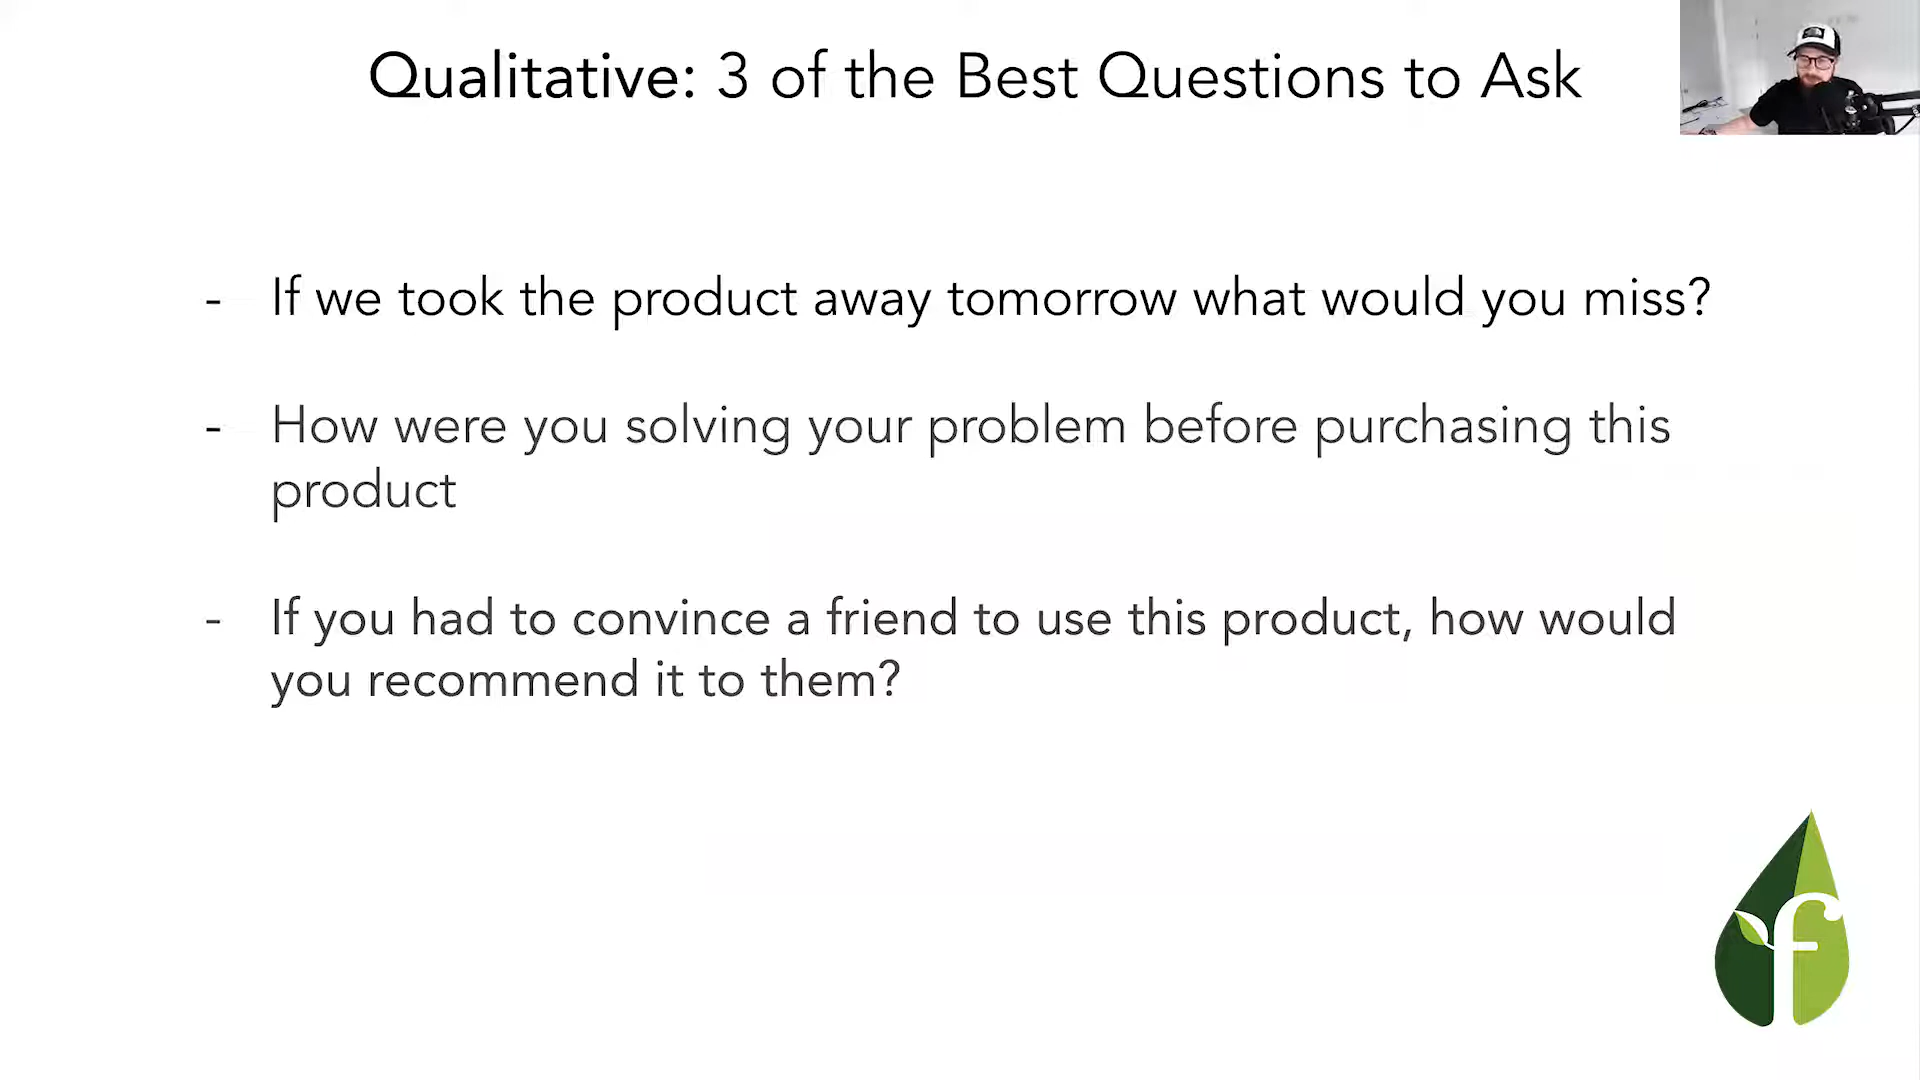 Qualitative: 3 of the Best Questions to Ask
- If we took the product away tomorrow what would you miss?
- How were you solving your problem before purchasing this
product
- If you had to convince a friend to use this product, how would
you recommend it to them?
f